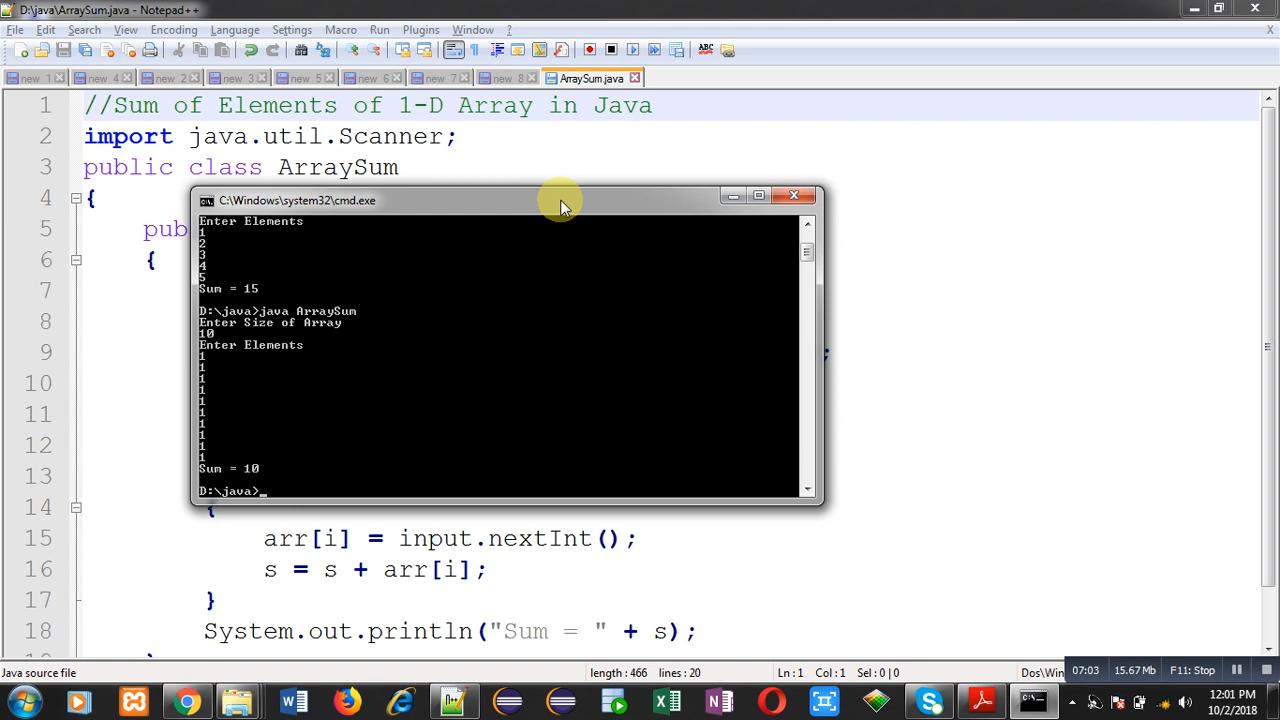 D:\java\ArraySum.java - Notepad++
File Edit Search View Encoding Language Settings Macro Run Plugins Window ? X
new 1 new 4 new 2 new 3 new 5 new 6 new 7 new 8 ArraySum.java
1 //Sum of Elements of 1-D Array in Java
2 import java.util.Scanner;
3 public class ArraySum
4 {
5 pub
6 {
7
8
9 ;
10
11
12
13
14 {
15 arr[i] = input.nextInt();
16 s = s + arr[i];
17 }
18 System.out.println("Sum = " + s);
C:\Windows\system32\cmd.exe
Enter Elements
1
2
3
4
5
Sum = 15
D:\java>java ArraySum
Enter Size of Array
10
Enter Elements
1
1
1
1
1
1
1
1
1
1
Sum = 10
D:\java>_
Java source file length : 466 lines : 20 Ln : 1 Col : 1 Sel : 0 | 0 Dos\Win
07:03 15.67 Mb F11: Stop
12:01 PM
10/2/2018